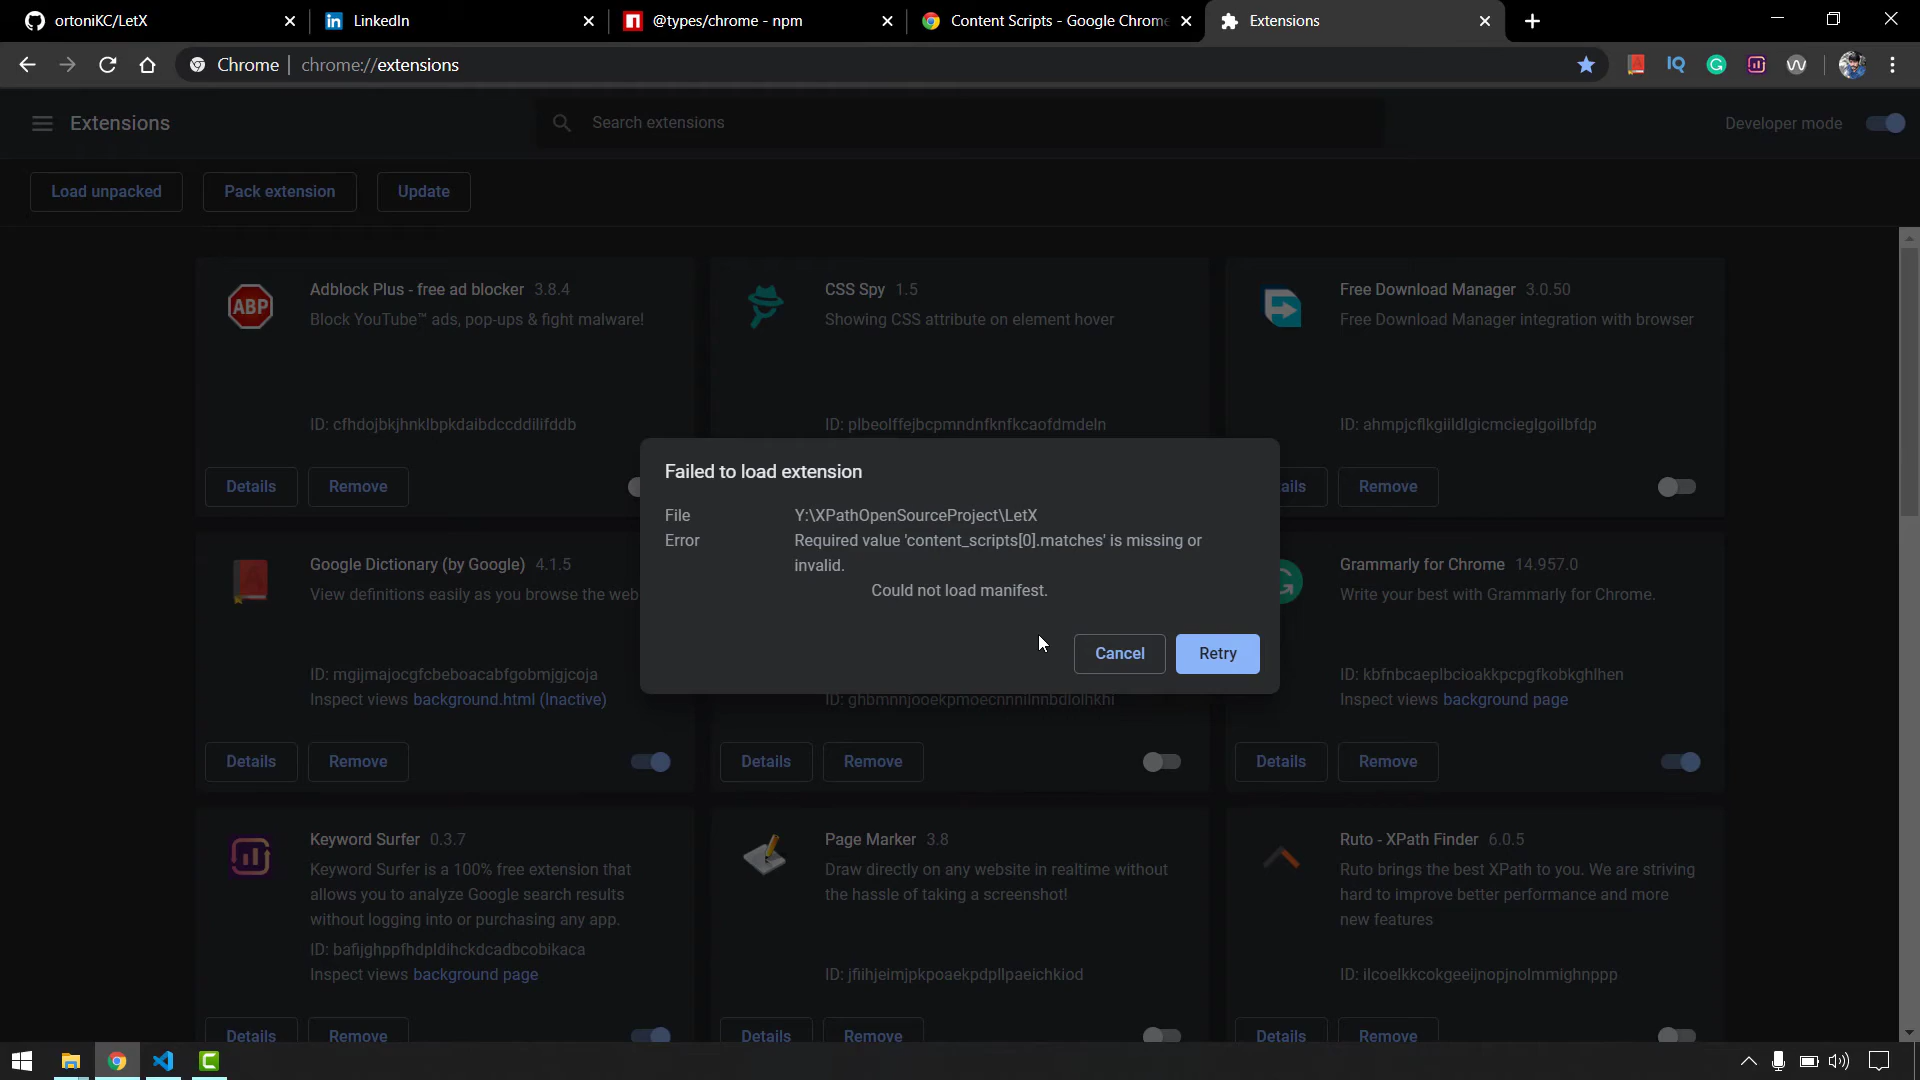 ortoniKC/LetX
LinkedIn
@types/chrome - npm
Content Scripts - Google Chrome
Extensions
Chrome | chrome://extensions
Extensions
Search extensions
Developer mode
Load unpacked
Pack extension
Update
Adblock Plus - free ad blocker 3.8.4
Block YouTube™ ads, pop-ups & fight malware!
ID: cfhdojbkjhnklbpkdaibdccddilifddb
Details
Remove
CSS Spy 1.5
Showing CSS attribute on element hover
ID: plbeolffejbcpmndnfknfkcaofdmdeln
Free Download Manager 3.0.50
Free Download Manager integration with browser
ID: ahmpjcflkgiildlgicmcieglgoilbfdp
ails
Remove
Failed to load extension
File Y:\XPathOpenSourceProject\LetX
Error Required value 'content_scripts[0].matches' is missing or
invalid.
Could not load manifest.
Cancel
Retry
Google Dictionary (by Google) 4.1.5
View definitions easily as you browse the web
ID: mgijmajocgfcbeboacabfgobmjgjcoja
Inspect views background.html (Inactive)
Details
Remove
Details
Remove
Grammarly for Chrome 14.957.0
Write your best with Grammarly for Chrome.
ID: kbfnbcaeplbcioakkpcpgfkobkghlhen
Inspect views background page
Details
Remove
Keyword Surfer 0.3.7
Keyword Surfer is a 100% free extension that
allows you to analyze Google search results
without logging into or purchasing any app.
ID: bafijghppfhdpldihckdcadbcobikaca
Inspect views background page
Details
Remove
Page Marker 3.8
Draw directly on any website in realtime without
the hassle of taking a screenshot!
ID: jfiihjeimjpkpoaekpdpllpaeichkiod
Details
Remove
Ruto - XPath Finder 6.0.5
Ruto brings the best XPath to you. We are striving
hard to improve better performance and more
new features
ID: ilcoelkkcokgeeijnopjnolmmighnppp
Details
Remove